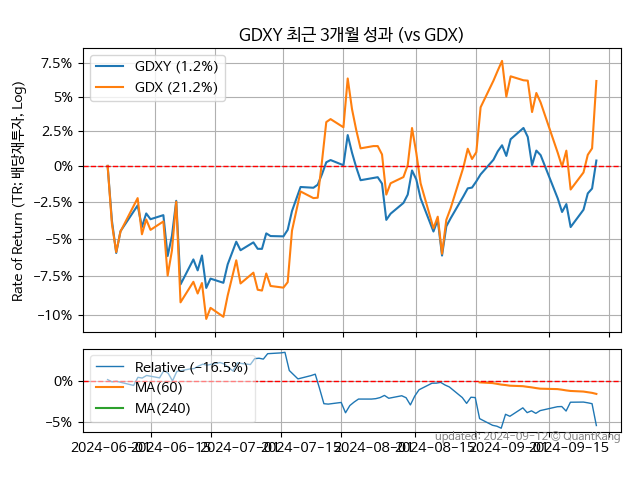 GDXY 최근 3개월 성과 (vs GDX)
Rate of Return (TR: 배당재투자, Log)
7.5%
5%
2.5%
0%
−2.5%
−5%
−7.5%
−10%
GDXY (1.2%)
GDX (21.2%)
0%
−5%
Relative (−16.5%)
MA(60)
MA(240)
updated: 2024-09-12 © QuantKang
2024−06−01
2024−06−15
2024−07−01
2024−07−15
2024−08−01
2024−08−15
2024−09−01
2024−09−15